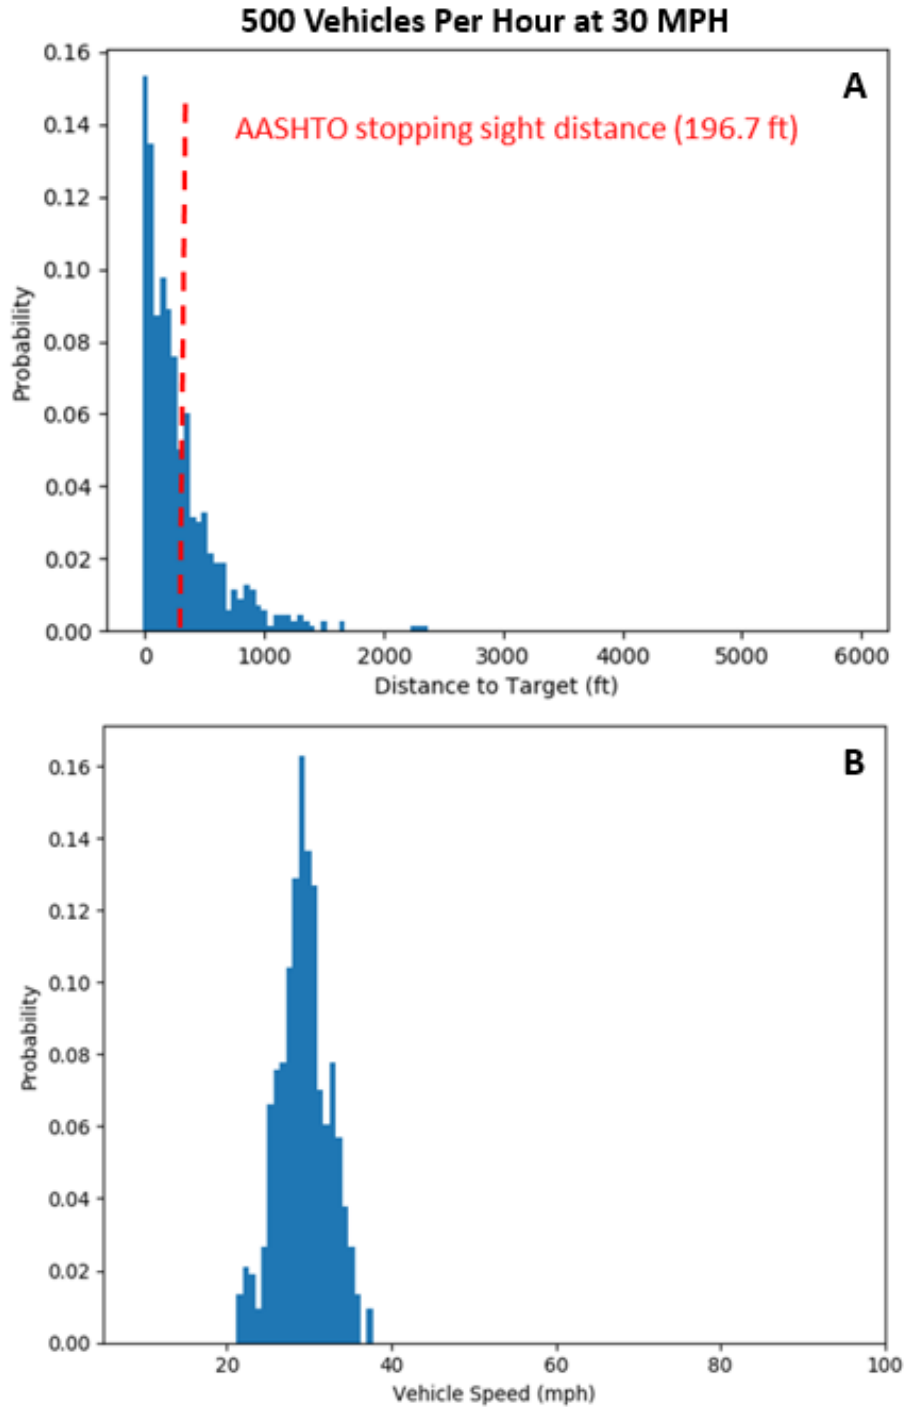 500 Vehicles Per Hour at 30 MPH
A
AASHTO stopping sight distance (196.7 ft)
0.16
0.14
0.12
0.10
0.08
0.06
0.04
0.02
0.00
Probability
0 1000 2000 3000 4000 5000 6000
Distance to Target (ft)
B
0.16
0.14
0.12
0.10
0.08
0.06
0.04
0.02
0.00
Probability
20 40 60 80 100
Vehicle Speed (mph)